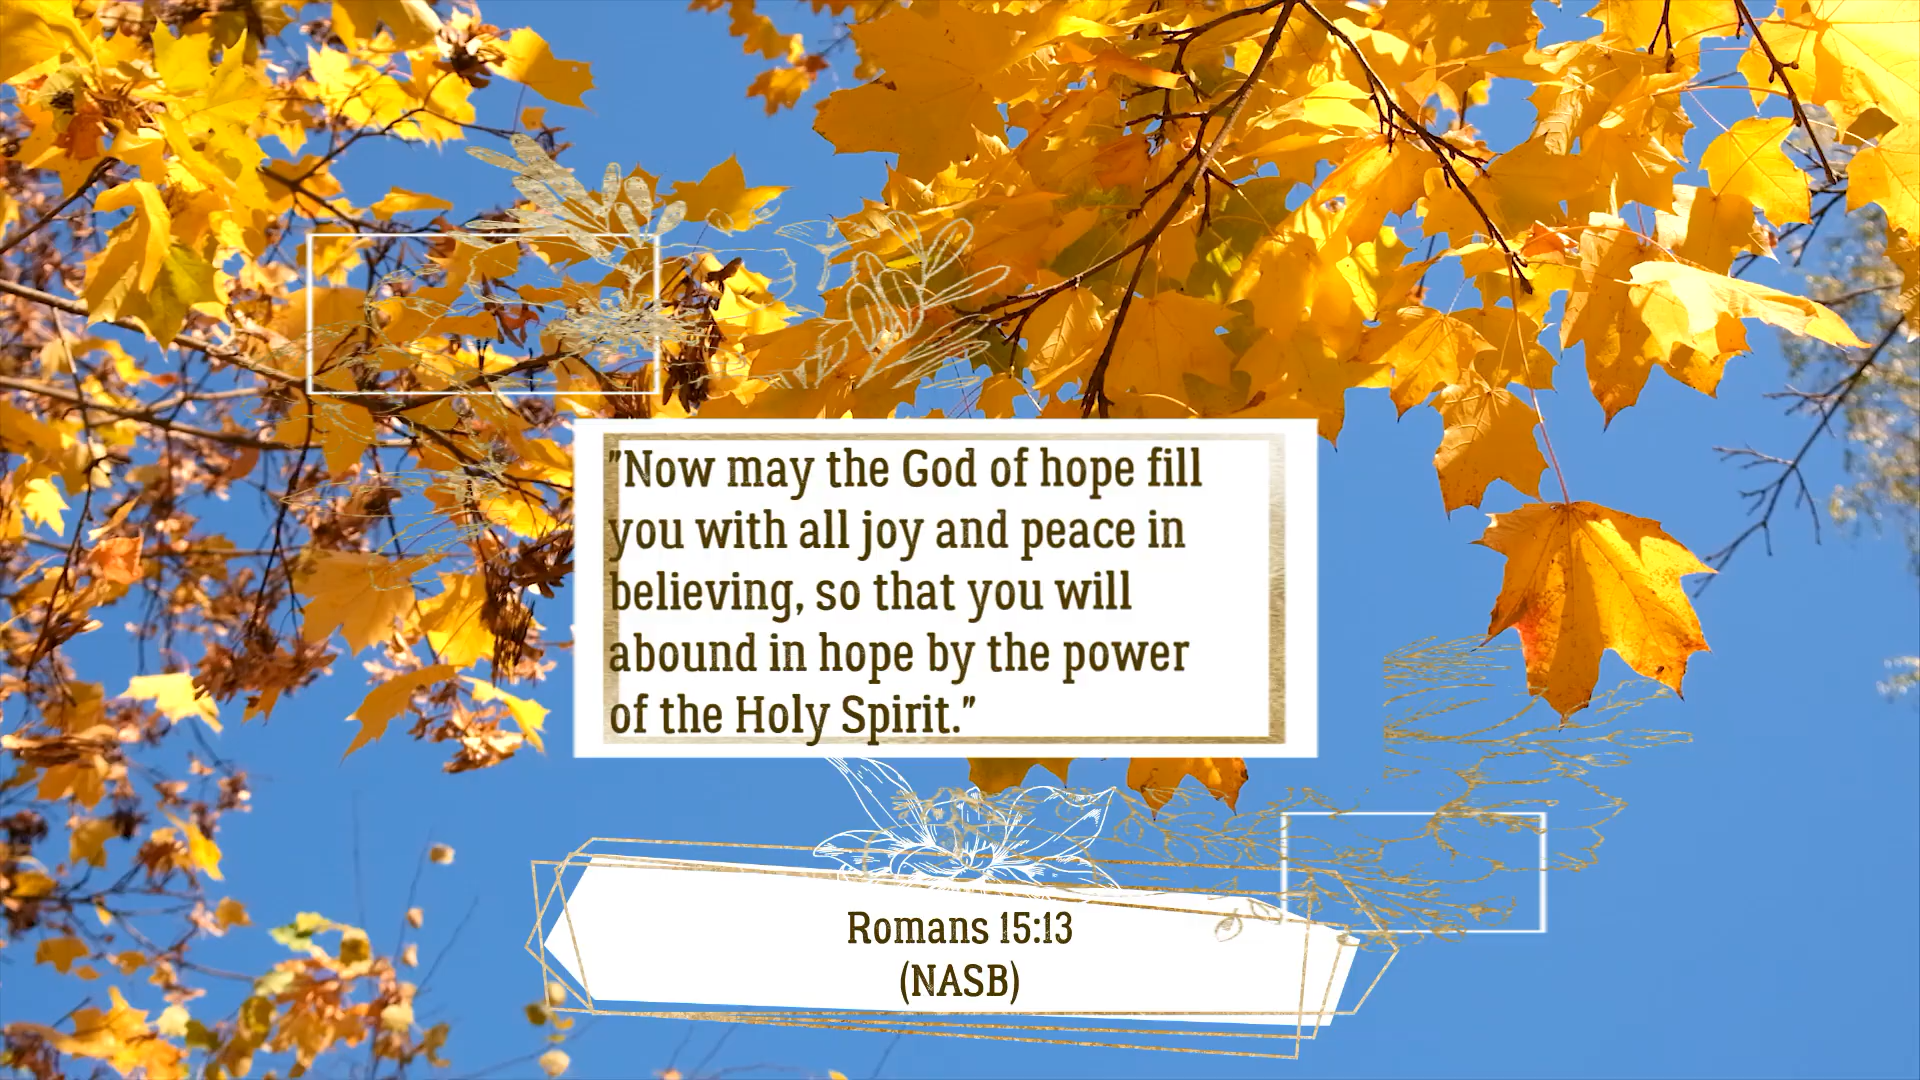 "Now may the God of hope fill
you with all joy and peace in
believing, so that you will
abound in hope by the power
of the Holy Spirit."
Romans 15:13
(NASB)